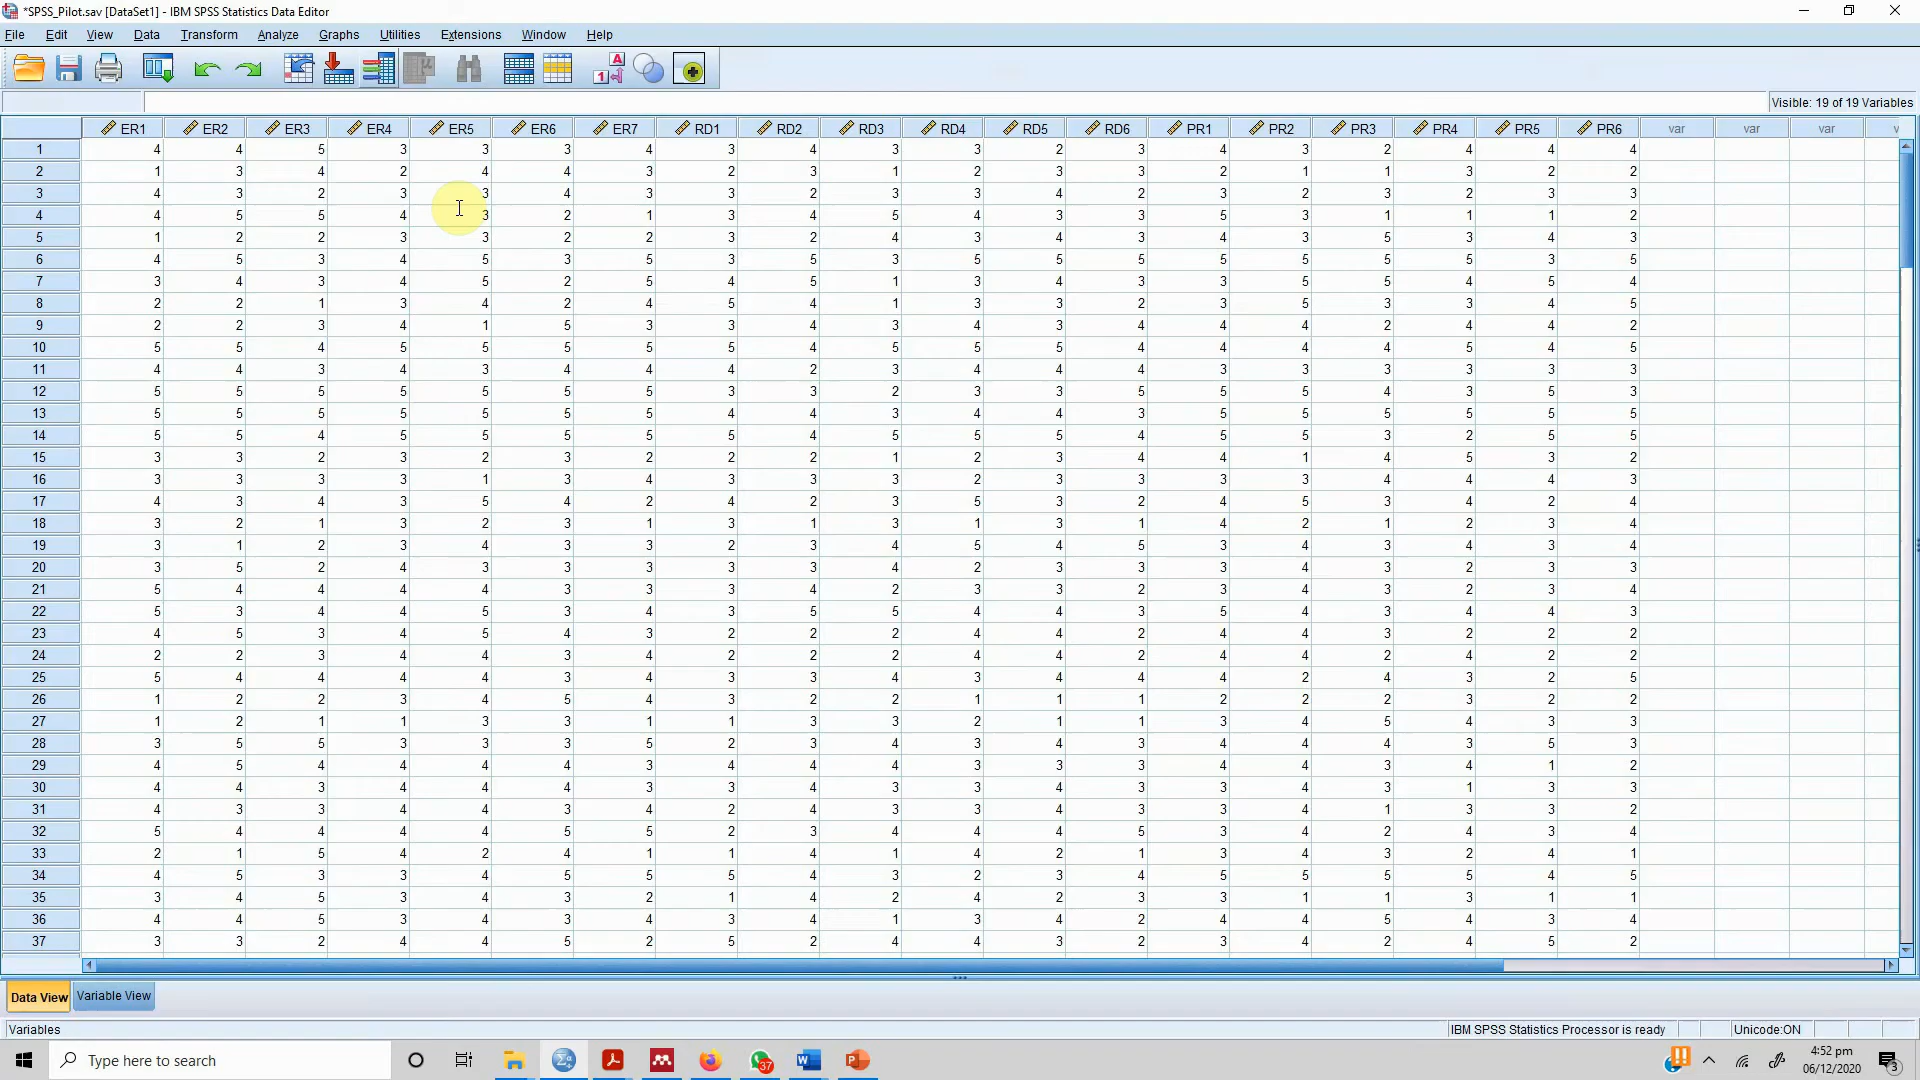 *SPSS_Pilot.sav [DataSet1] - IBM SPSS Statistics Data Editor
File Edit View Data Transform Analyze Graphs Utilities Extensions Window Help
Visible: 19 of 19 Variables
ER1 ER2 ER3 ER4 ER5 ER6 ER7 RD1 RD2 RD3 RD4 RD5 RD6 PR1 PR2 PR3 PR4 PR5 PR6 var var var
1 4 4 5 3 3 3 4 3 4 3 3 2 3 4 3 2 4 4 4
2 1 3 4 2 4 4 3 2 3 1 2 3 3 2 1 1 3 2 2
3 4 3 2 3 3 4 3 3 2 3 3 4 2 3 2 3 2 3 3
4 4 5 5 4 3 2 1 3 4 5 4 3 3 5 3 1 1 1 2
5 1 2 2 3 3 2 2 3 2 4 3 4 3 4 3 5 3 4 3
6 4 5 3 4 5 3 5 3 5 3 5 5 5 5 5 5 5 3 5
7 3 4 3 4 5 2 5 4 5 1 3 4 3 3 5 5 4 5 4
8 2 2 1 3 4 2 4 5 4 1 3 3 2 3 5 3 3 4 5
9 2 2 3 4 1 5 3 3 4 3 4 3 4 4 4 2 4 4 2
10 5 5 4 5 5 5 5 5 4 5 5 5 4 4 4 4 5 4 5
11 4 4 3 4 3 4 4 4 2 3 4 4 4 3 3 3 3 3 3
12 5 5 5 5 5 5 5 3 3 2 3 3 5 5 5 4 3 5 3
13 5 5 5 5 5 5 5 4 4 3 4 4 3 5 5 5 5 5 5
14 5 5 4 5 5 5 5 5 4 5 5 5 4 5 5 3 2 5 5
15 3 3 2 3 2 3 2 2 2 1 2 4 4 4 1 4 5 3 2
16 3 3 3 3 1 3 4 3 3 3 2 3 3 3 3 4 4 4 3
17 4 3 4 3 5 4 2 4 2 3 5 3 2 4 5 3 4 2 4
18 3 2 1 3 2 3 1 3 1 3 1 3 1 4 2 1 2 3 4
19 3 1 2 3 4 3 3 2 3 4 5 4 5 3 4 3 4 3 4
20 3 5 2 4 3 3 3 3 3 4 2 3 3 3 4 3 2 3 3
21 5 4 4 4 4 3 3 3 4 2 3 3 2 3 4 3 2 3 4
22 5 3 4 4 5 3 4 3 5 5 4 4 3 5 4 3 4 4 3
23 4 5 3 4 5 4 3 2 2 2 4 4 2 4 4 3 2 2 2
24 2 2 3 4 4 3 4 2 2 2 4 4 2 4 4 2 4 2 2
25 5 4 4 4 4 3 4 3 3 4 3 4 4 4 2 4 3 2 5
26 1 2 2 3 4 5 4 3 2 2 1 1 1 2 2 2 3 2 2
27 1 2 1 1 3 3 1 1 3 3 2 1 1 3 4 5 4 3 3
28 3 5 5 3 3 3 5 2 3 4 3 4 3 4 4 4 3 5 3
29 4 5 4 4 4 4 3 4 4 4 3 3 3 4 4 3 4 1 2
30 4 4 3 4 4 4 3 3 4 3 3 4 3 3 4 3 1 3 3
31 4 3 3 4 4 3 4 2 4 3 3 4 3 3 4 1 3 3 2
32 5 4 4 4 4 5 5 2 3 4 4 4 5 3 4 2 4 3 4
33 2 1 5 4 2 4 1 1 4 1 4 2 1 3 4 3 2 4 1
34 4 5 3 3 4 5 5 5 4 3 2 3 4 5 5 5 5 4 5
35 3 4 5 3 4 3 2 1 4 2 4 2 3 3 1 1 3 1 1
36 4 4 5 3 4 3 4 3 4 1 3 4 2 4 4 5 4 3 4
37 3 3 2 4 4 5 2 5 2 4 4 3 2 3 4 2 4 5 2
Data View Variable View
Variables IBM SPSS Statistics Processor is ready Unicode:ON
Type here to search
37
4:52 pm
06/12/2020
3